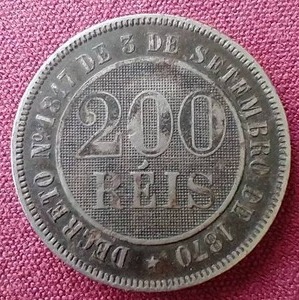 DECRETO Nº 1817 DE 3 DE SETEMBRO DE 1870
200
RÉIS